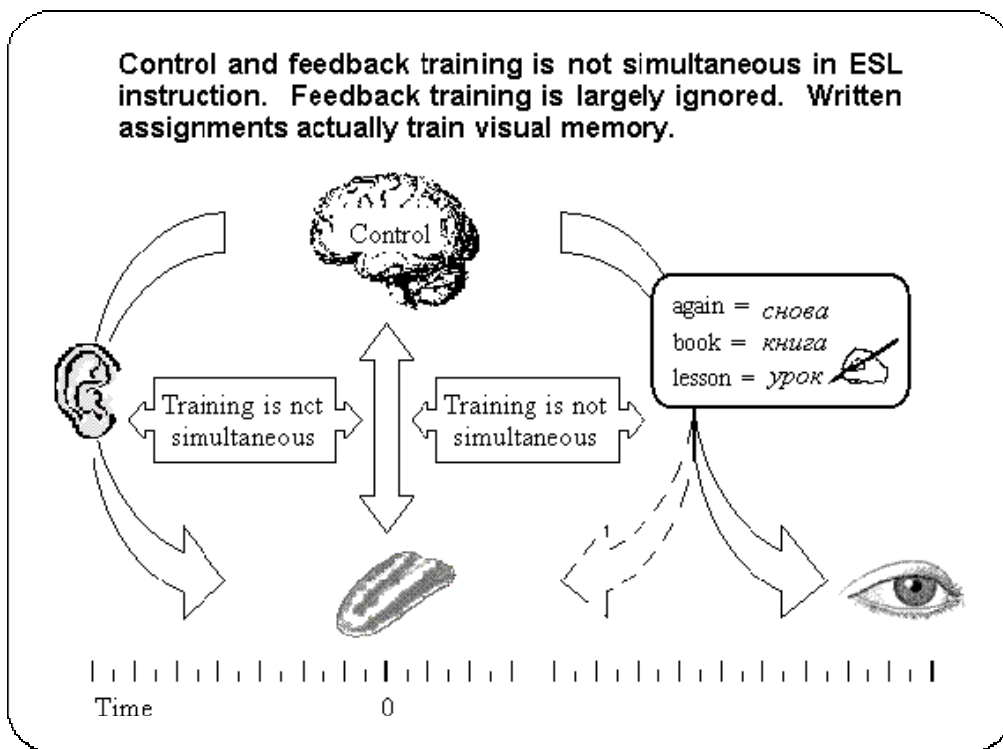 Control and feedback training is not simultaneous in ESL
instruction. Feedback training is largely ignored. Written
assignments actually train visual memory.
Control
again = снова
book = книга
lesson = урок
Training is not
simultaneous
Training is not
simultaneous
Time
0